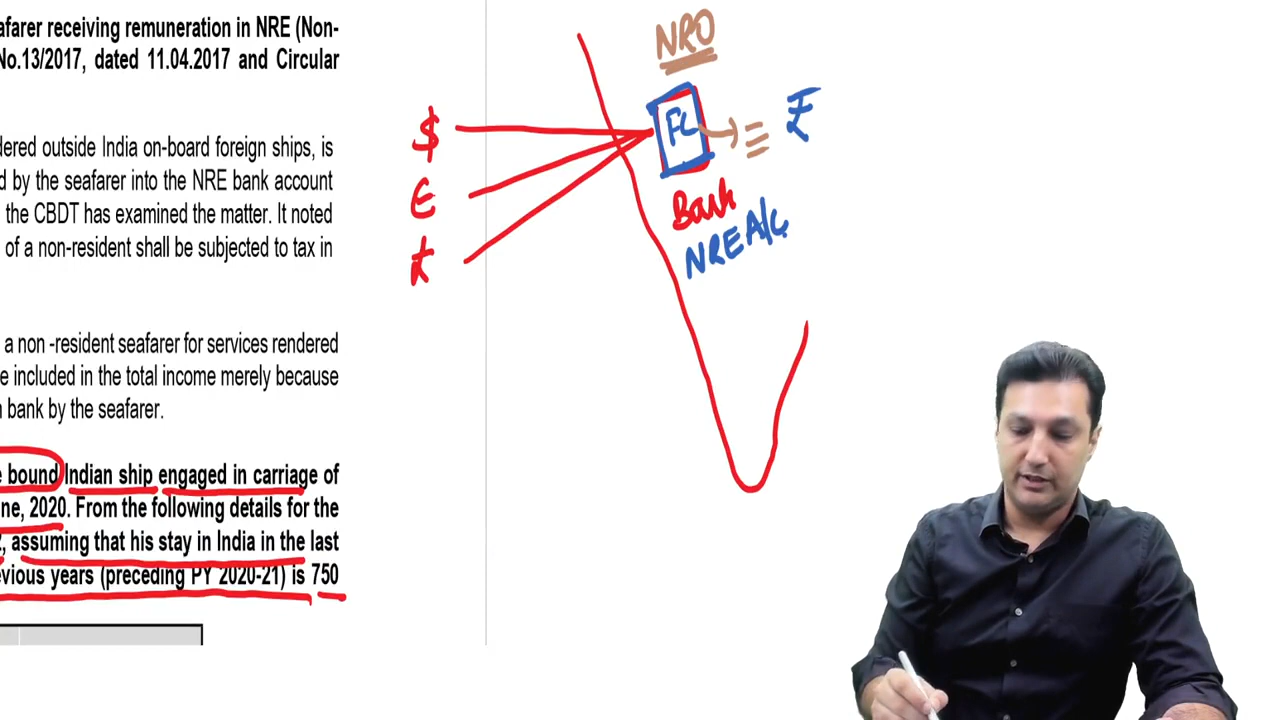 afarer receiving remuneration in NRE (Non-
No.13/2017, dated 11.04.2017 and Circular
dered outside India on-board foreign ships, is
d by the seafarer into the NRE bank account
the CBDT has examined the matter. It noted
of a non-resident shall be subjected to tax in
a non -resident seafarer for services rendered
e included in the total income merely because
n bank by the seafarer.
e bound Indian ship engaged in carriage of
ne, 2020. From the following details for the
2, assuming that his stay in India in the last
evious years (preceding PY 2020-21) is 750
NRO
$
€
FC
₹
Bank
NRE A/c